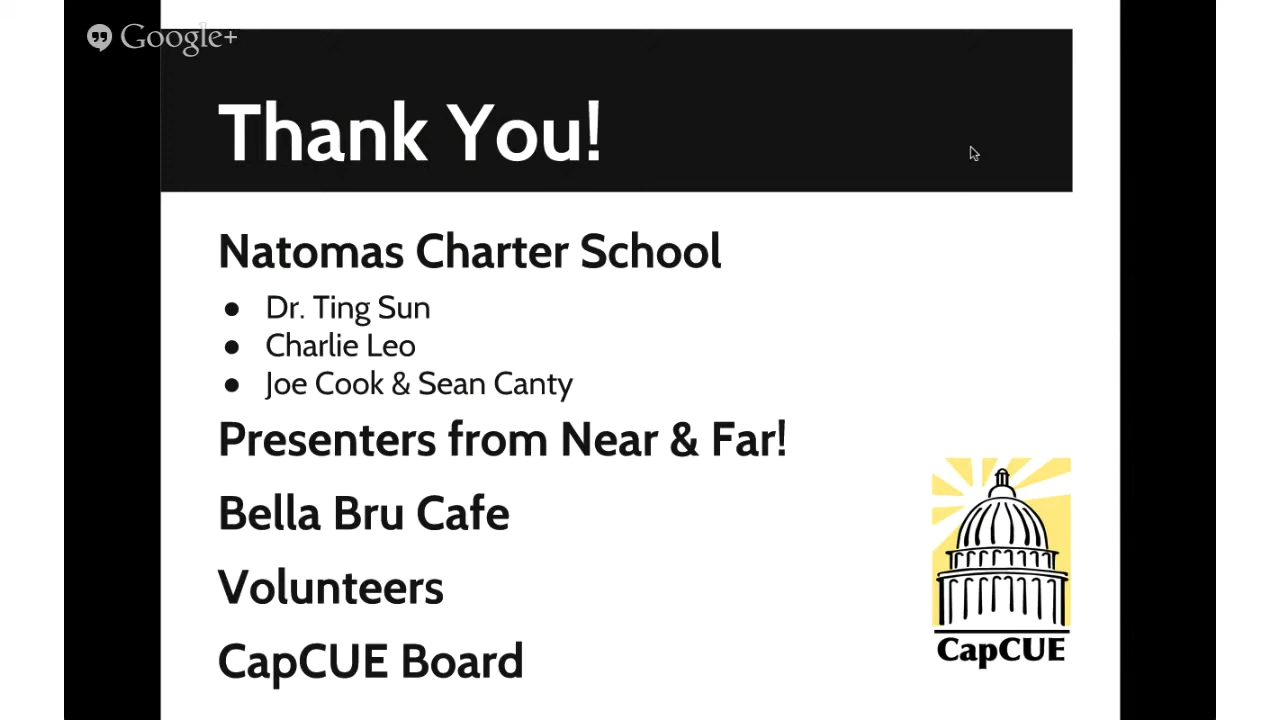 Google+
Thank You!
Natomas Charter School
● Dr. Ting Sun
● Charlie Leo
● Joe Cook & Sean Canty
Presenters from Near & Far!
Bella Bru Cafe
Volunteers
CapCUE Board
CapCUE